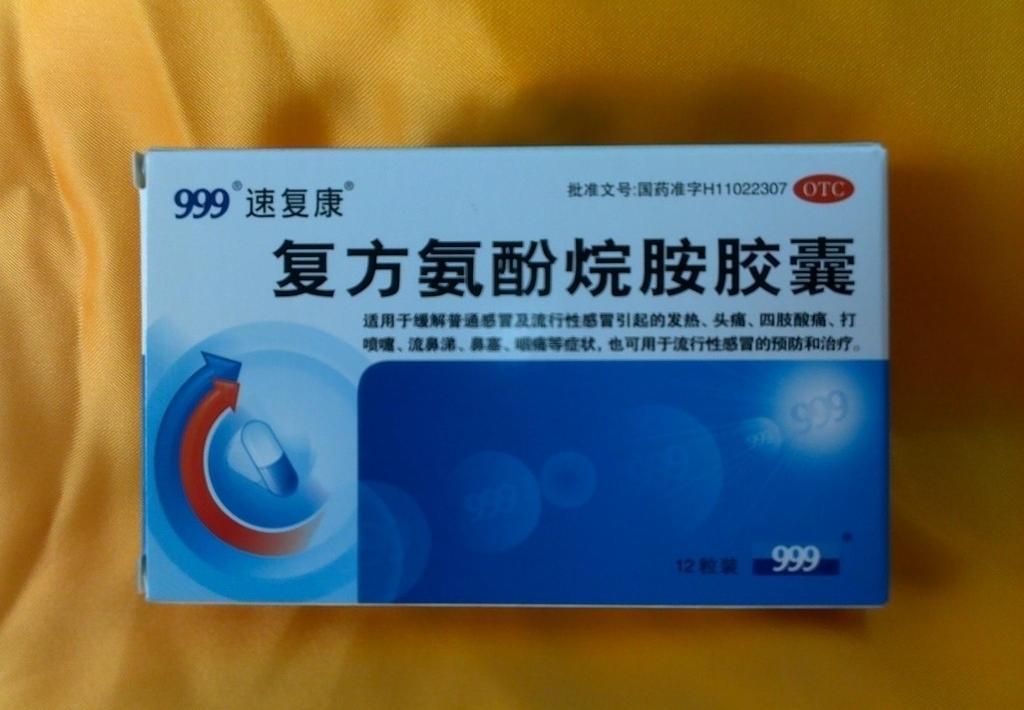 999®速复康®
批准文号:国药准字H11022307 OTC
复方氨酚烷胺胶囊
适用于缓解普通感冒及流行性感冒引起的发热、头痛、四肢酸痛、打
喷嚏、流鼻涕、鼻塞、咽痛等症状,也可用于流行性感冒的预防和治疗。
999
999
999
999
12粒装 999®